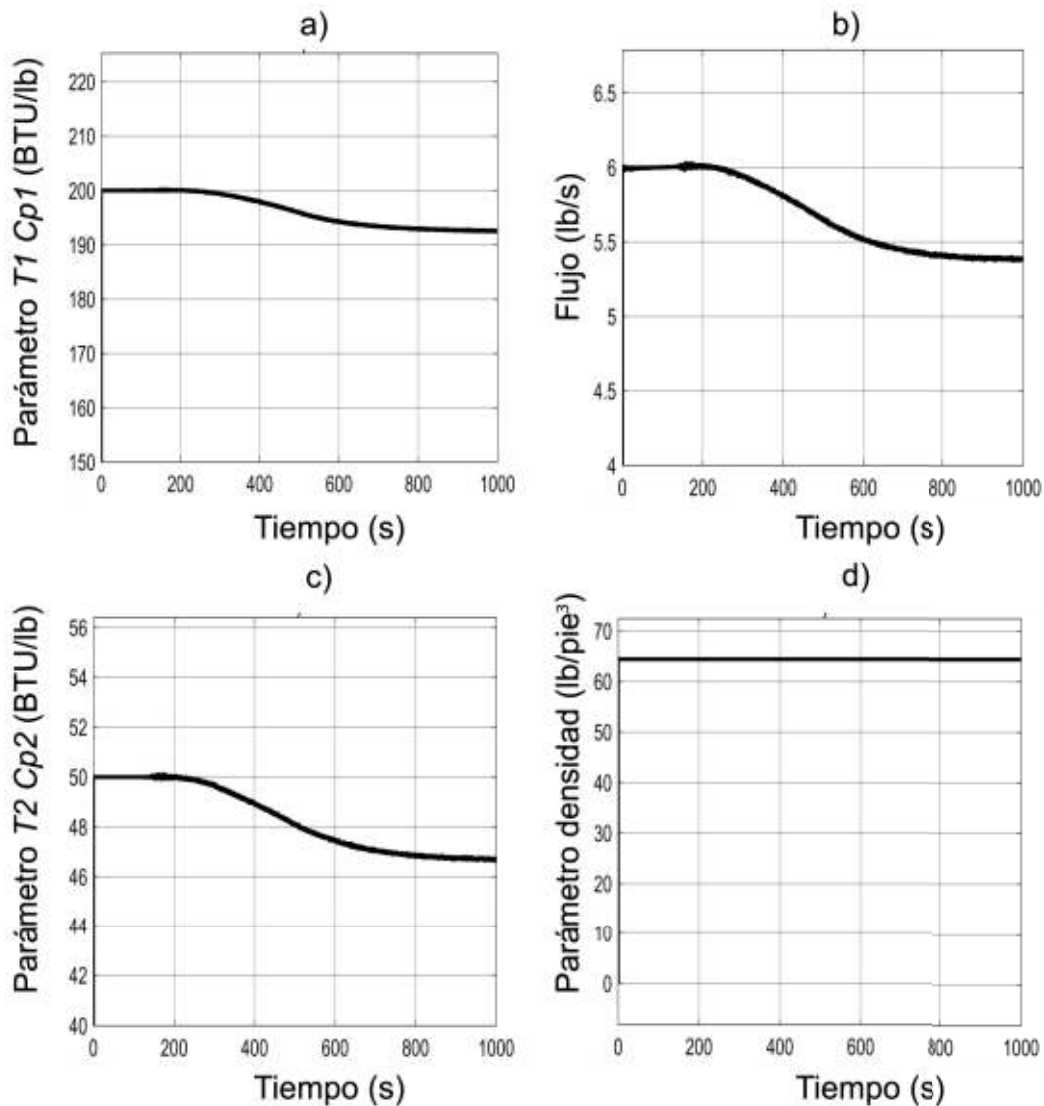 a)
Parámetro T1 Cp1 (BTU/lb)
220
210
200
190
180
170
160
150
0 200 400 600 800 1000
Tiempo (s)
b)
Flujo (lb/s)
6.5
6
5.5
5
4.5
4
0 200 400 600 800 1000
Tiempo (s)
c)
Parámetro T2 Cp2 (BTU/lb)
56
54
52
50
48
46
44
42
40
0 200 400 600 800 1000
Tiempo (s)
d)
Parámetro densidad (lb/pie³)
70
60
50
40
30
20
10
0
0 200 400 600 800 1000
Tiempo (s)